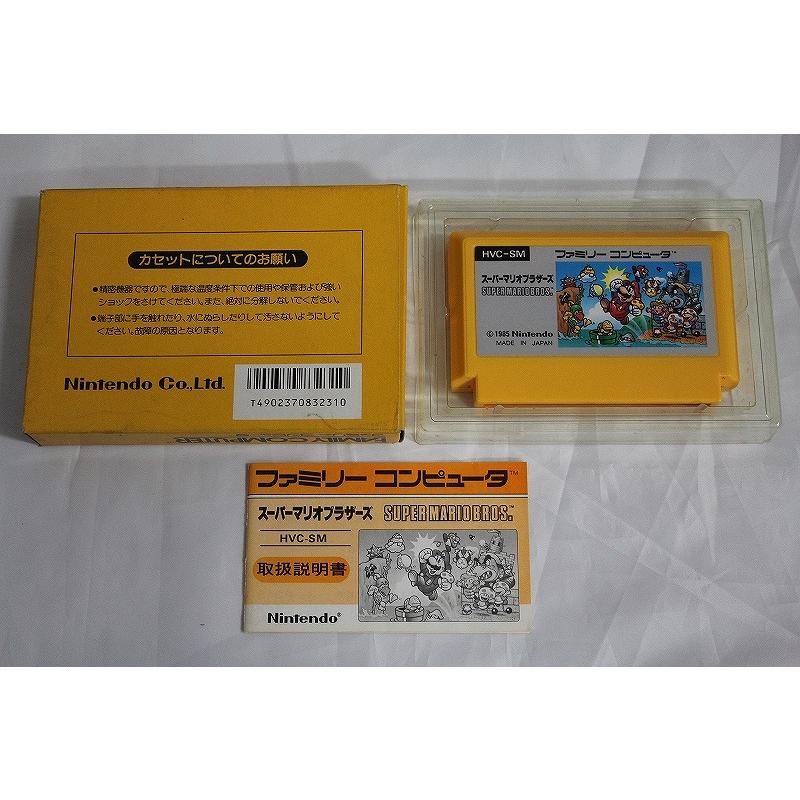 カセットについてのお願い
●精密機器ですので、極端な温度条件下での使用や保管および強い
ショックをさけてください。また、絶対に分解しないでください。
●端子部に手を触れたり、水にぬらしたりして汚さないようにして
ください。故障の原因となります。
Nintendo Co.,Ltd.
T4902370832310
FAMILY COMPUTER
HVC-SM
ファミリー コンピュータ™
スーパーマリオブラザーズ
SUPER MARIO BROS.
©1985 Nintendo
MADE IN JAPAN
ファミリー コンピュータ™
スーパーマリオブラザーズ SUPER MARIO BROS.™
HVC-SM
取扱説明書
Nintendo®